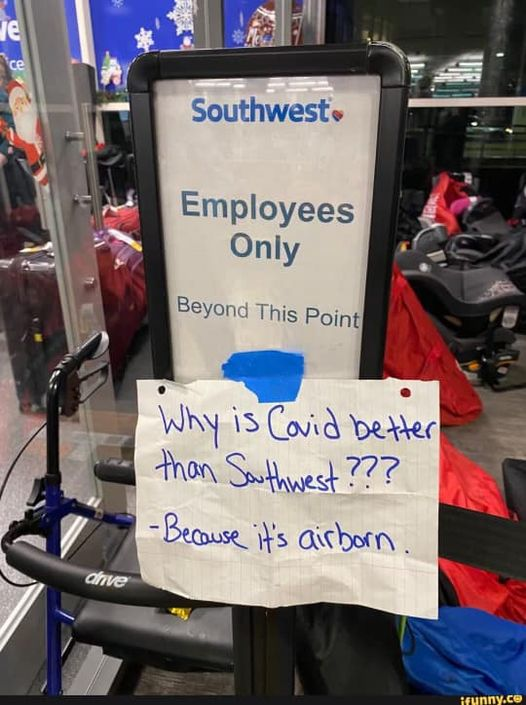 Southwest
Employees
Only
Beyond This Point
Why is Covid better
than Southwest???
-Because it's airborn.
drive
ifunny.co